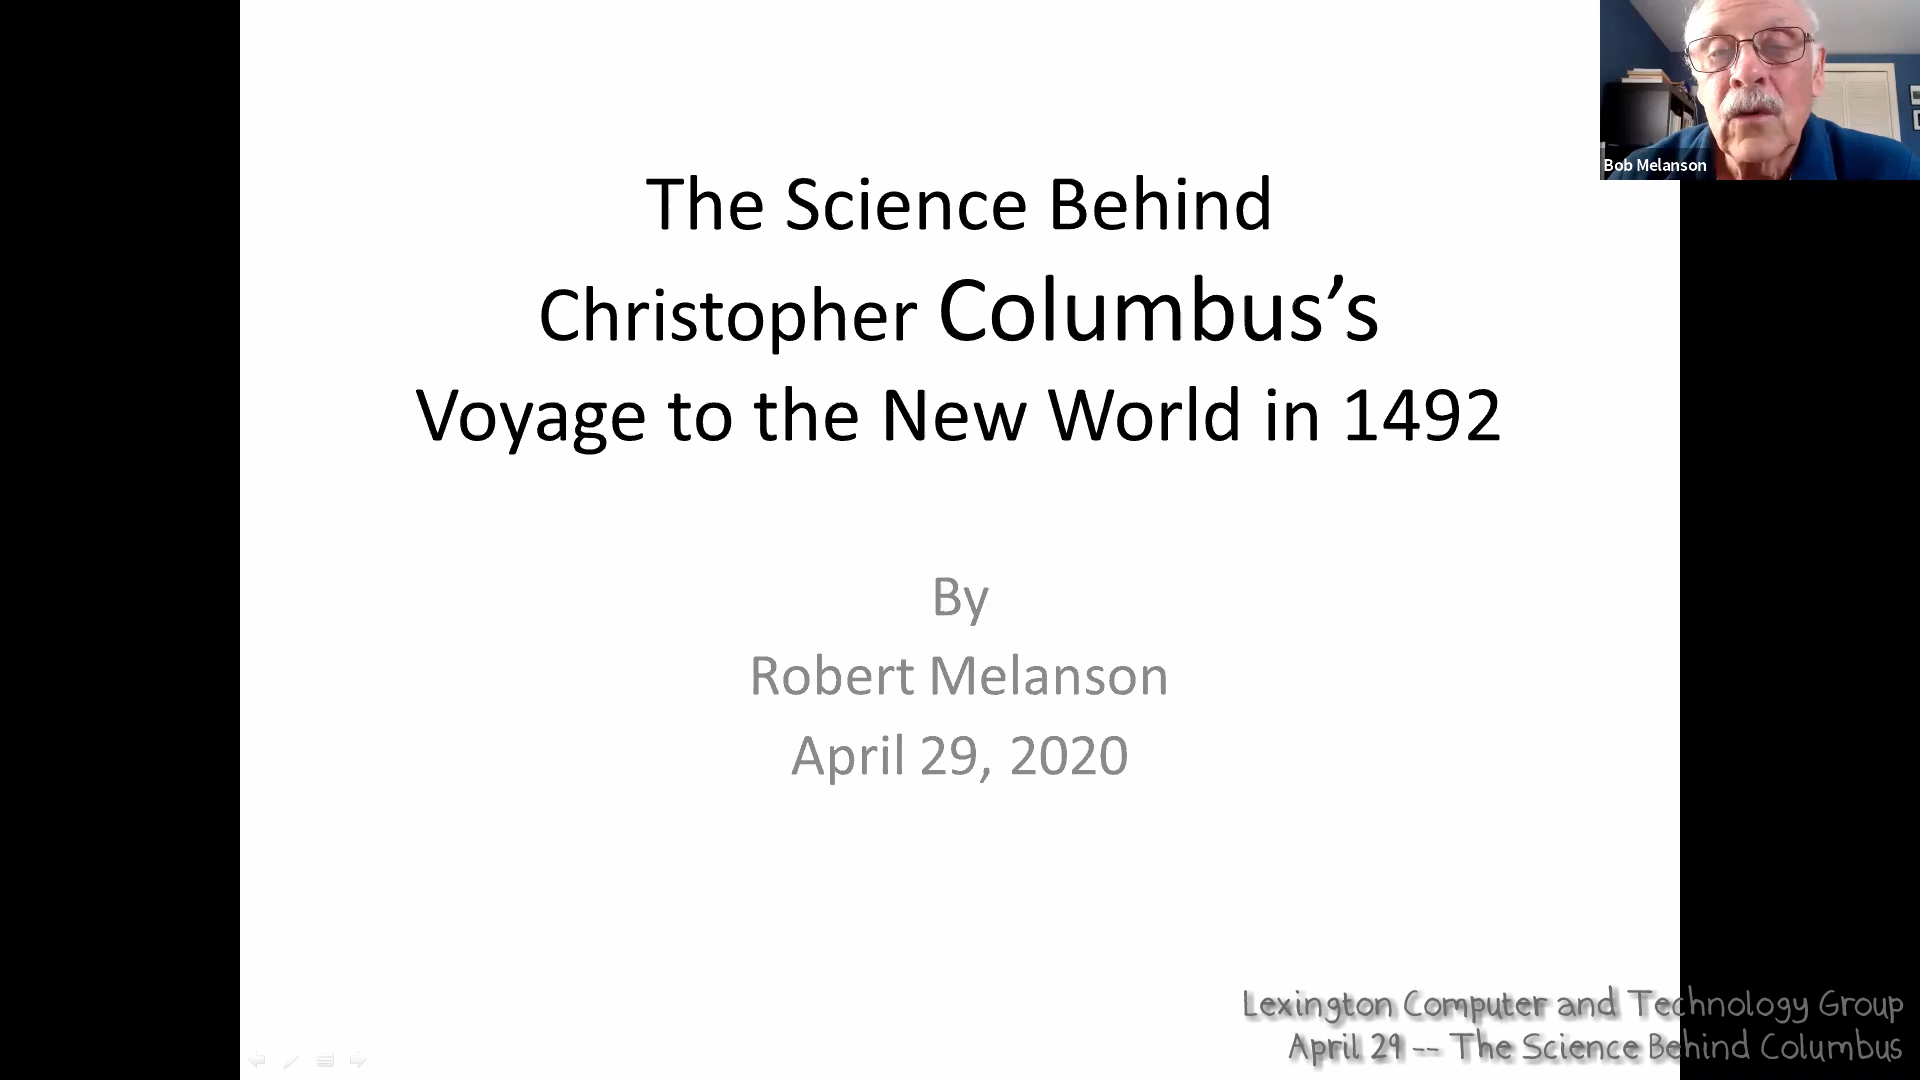 The Science Behind
Christopher Columbus’s
Voyage to the New World in 1492
By
Robert Melanson
April 29, 2020
Bob Melanson
Lexington Computer and Technology Group
April 29 -- The Science Behind Columbus